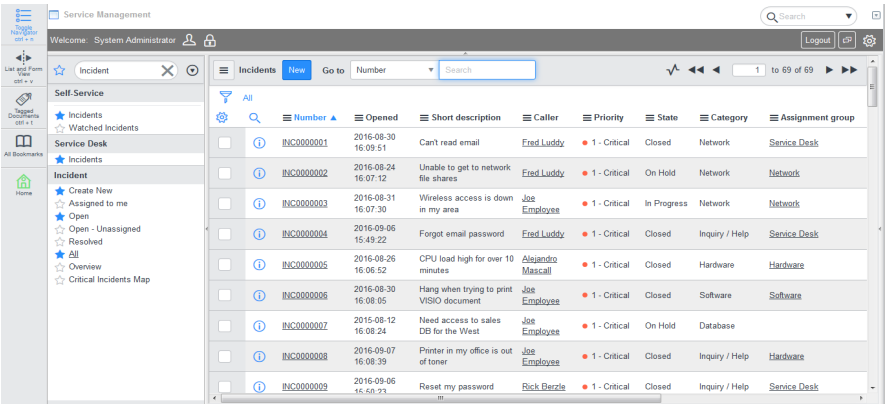 Service Management
Search
Toggle
Navigator
ctrl + n
Welcome: System Administrator
Logout
List and Form
View
ctrl + v
Incident
Incidents New Go to Number Search
1 to 69 of 69
Self-Service
All
Tagged
Documents
ctrl + t
Incidents
Watched Incidents
Number Opened Short description Caller Priority State Category Assignment group
Service Desk
All Bookmarks
Incidents
Incident
Home
Create New
Assigned to me
Open
Open - Unassigned
Resolved
All
Overview
Critical Incidents Map
INC0000001 2016-08-30 16:09:51 Can't read email Fred Luddy 1 - Critical Closed Network Service Desk
INC0000002 2016-08-24 16:07:12 Unable to get to network file shares Fred Luddy 1 - Critical On Hold Network Network
INC0000003 2016-08-31 16:07:30 Wireless access is down in my area Joe Employee 1 - Critical In Progress Network Network
INC0000004 2016-09-06 15:49:22 Forgot email password Fred Luddy 1 - Critical Closed Inquiry / Help Service Desk
INC0000005 2016-08-26 16:06:52 CPU load high for over 10 minutes Alejandro Mascall 1 - Critical Closed Hardware Hardware
INC0000006 2016-08-30 16:08:05 Hang when trying to print VISIO document Joe Employee 1 - Critical Closed Software Software
INC0000007 2015-08-12 16:08:24 Need access to sales DB for the West Joe Employee 1 - Critical On Hold Database
INC0000008 2016-09-07 16:08:39 Printer in my office is out of toner Joe Employee 1 - Critical Closed Inquiry / Help Hardware
INC0000009 2016-09-06 15:50:23 Reset my password Rick Berzle 1 - Critical Closed Inquiry / Help Service Desk